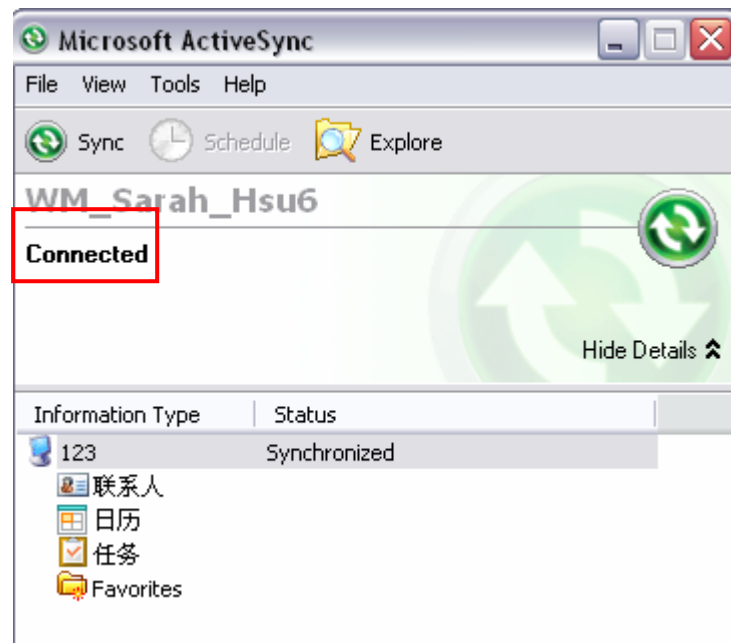 Microsoft ActiveSync
File View Tools Help
Sync Schedule Explore
WM_Sarah_Hsu6
Connected
Hide Details
Information Type Status
123 Synchronized
联系人
日历
任务
Favorites